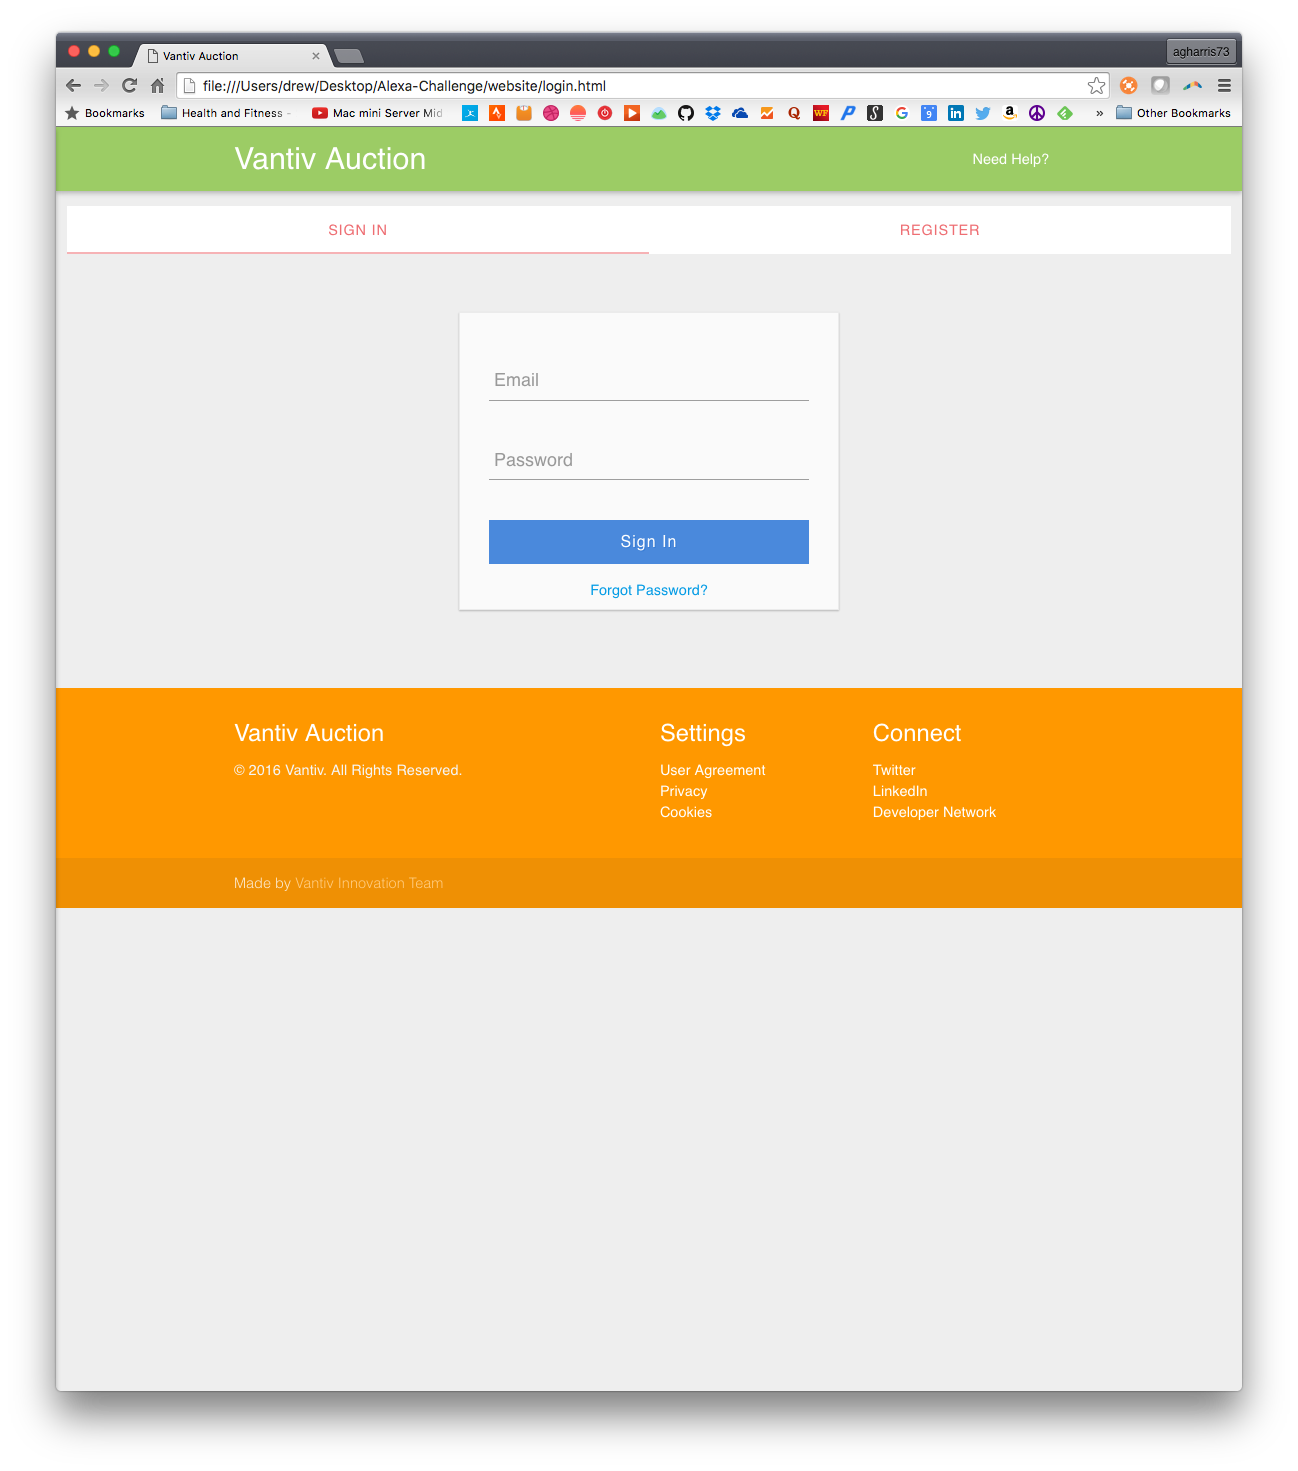 Vantiv Auction
agharris73
file:///Users/drew/Desktop/Alexa-Challenge/website/login.html
Bookmarks Health and Fitness - Mac mini Server Mid » Other Bookmarks
Vantiv Auction Need Help?
SIGN IN REGISTER
Email
Password
Sign In
Forgot Password?
Vantiv Auction Settings Connect
© 2016 Vantiv. All Rights Reserved. User Agreement Twitter
Privacy LinkedIn
Cookies Developer Network
Made by Vantiv Innovation Team